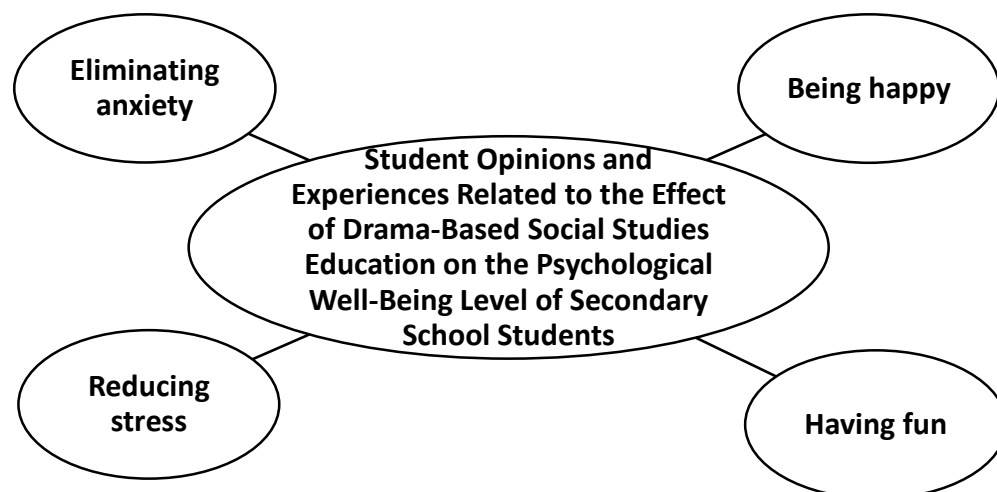 Eliminating
anxiety
Being happy
Student Opinions and
Experiences Related to the Effect
of Drama-Based Social Studies
Education on the Psychological
Well-Being Level of Secondary
School Students
Reducing
stress
Having fun